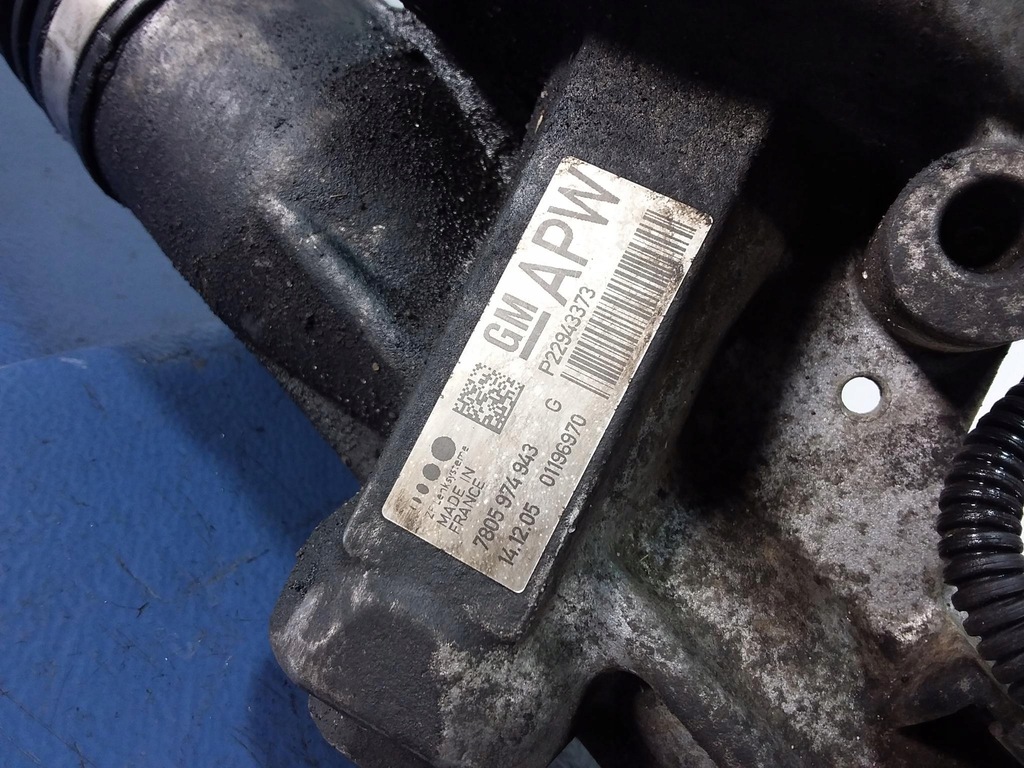 GM APW
P22943373
G
MADE IN
FRANCE
7805 974 943
14.12.05 01196970